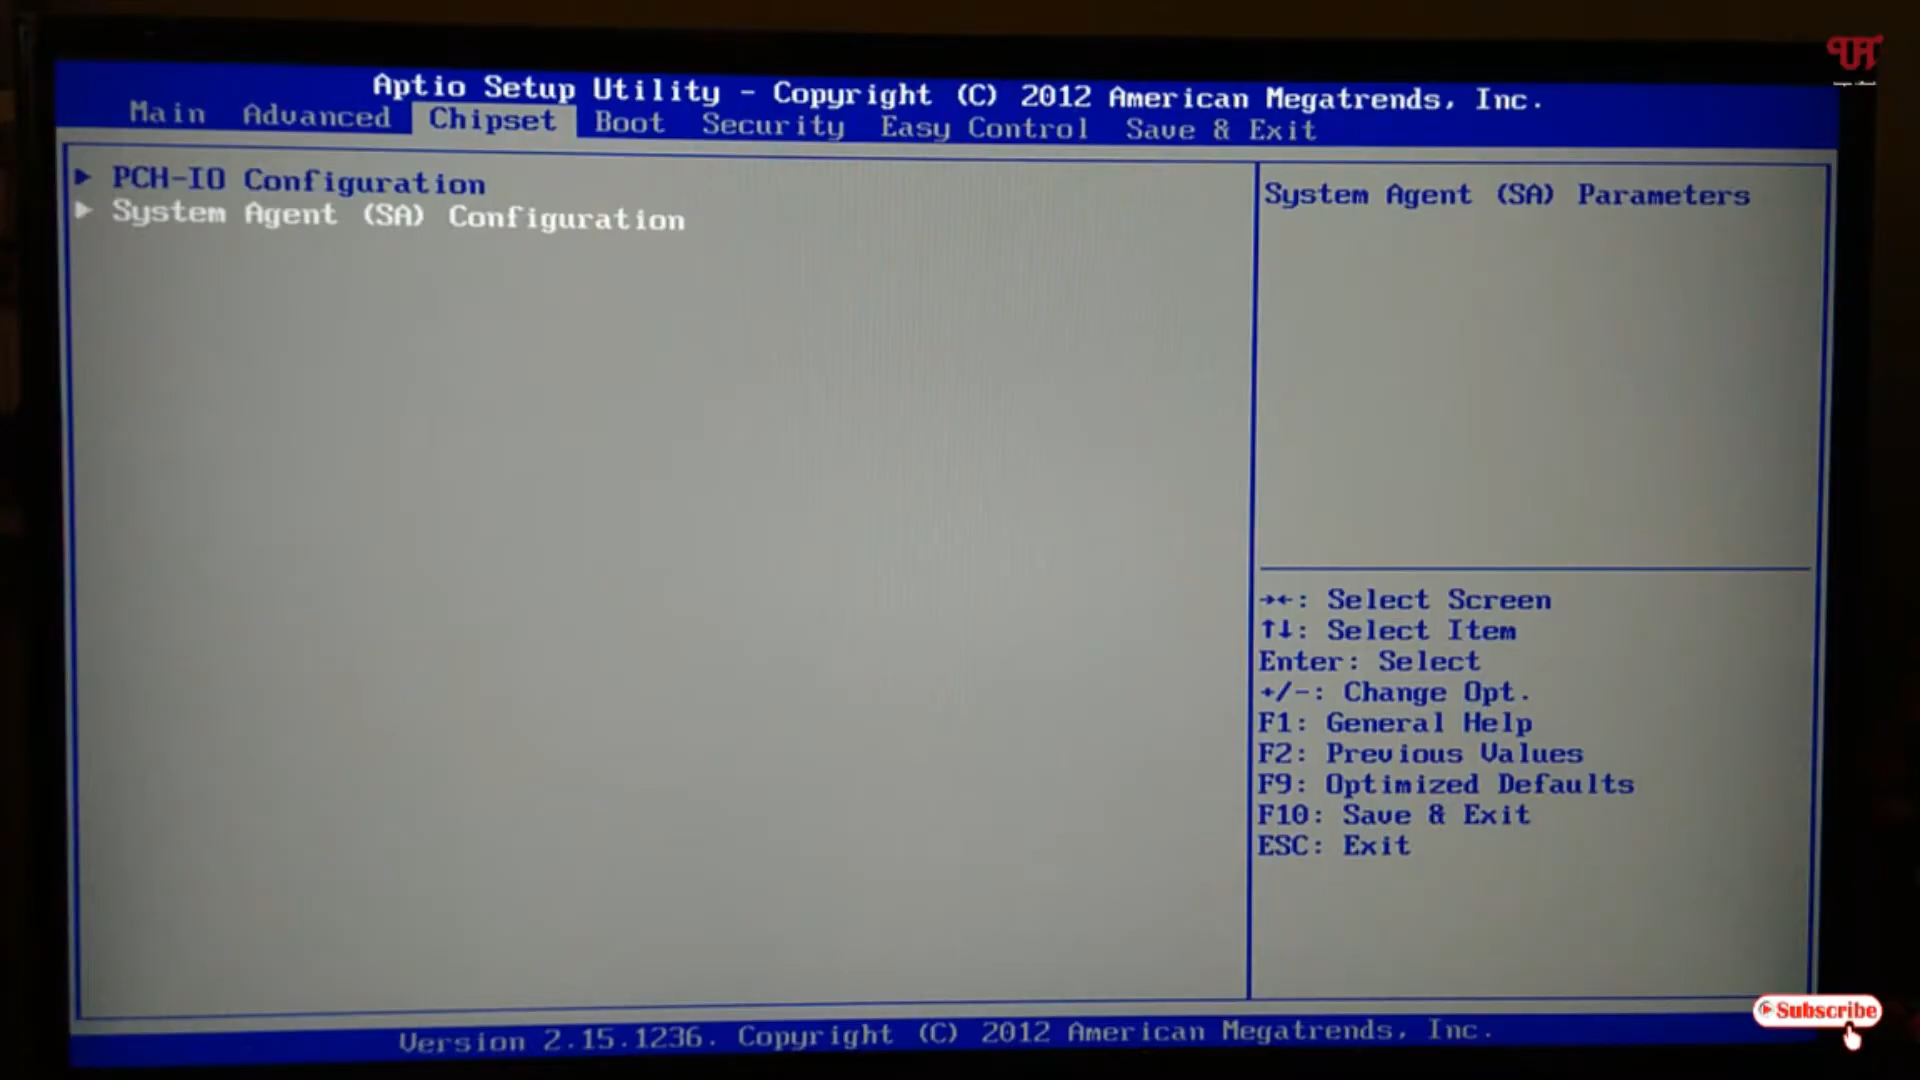 Aptio Setup Utility - Copyright (C) 2012 American Megatrends, Inc.
Main Advanced Chipset Boot Security Easy Control Save & Exit
► PCH-IO Configuration
► System Agent (SA) Configuration
System Agent (SA) Parameters
→←: Select Screen
↑↓: Select Item
Enter: Select
+/-: Change Opt.
F1: General Help
F2: Previous Values
F9: Optimized Defaults
F10: Save & Exit
ESC: Exit
Version 2.15.1236. Copyright (C) 2012 American Megatrends, Inc.
Subscribe